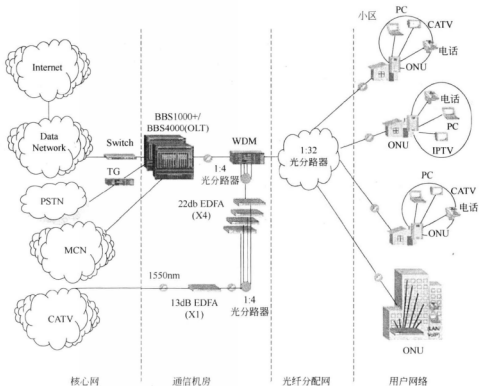 小区
PC
CATV
电话
ONU
Internet
BBS1000+/
BBS4000(OLT)
Data
Network
Switch
WDM
1:4
光分路器
1:32
光分路器
电话
PC
IPTV
ONU
TG
PSTN
22db EDFA
(X4)
PC
CATV
电话
ONU
MCN
1550nm
CATV
13dB EDFA
(X1)
1:4
光分路器
(LAN/
VoIP)
ONU
核心网
通信机房
光纤分配网
用户网络